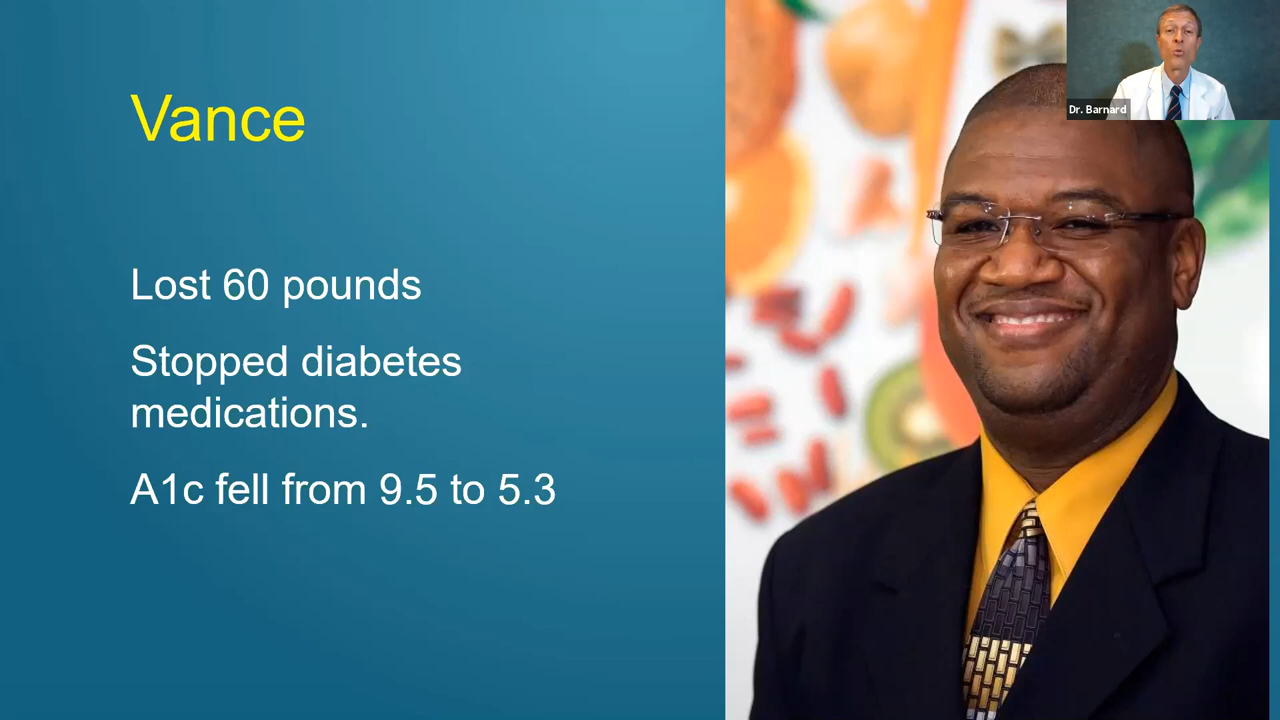 Vance
Lost 60 pounds
Stopped diabetes
medications.
A1c fell from 9.5 to 5.3
Dr. Barnard